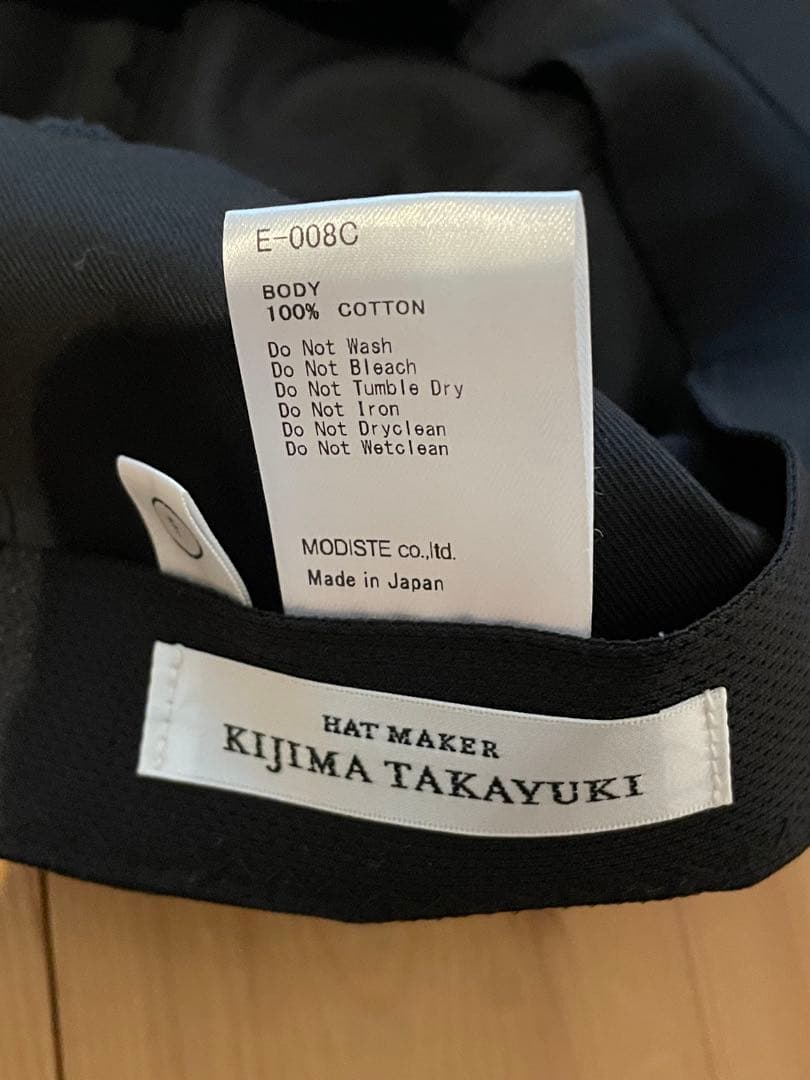 E-008C
BODY
100% COTTON
Do Not Wash
Do Not Bleach
Do Not Tumble Dry
Do Not Iron
Do Not Dryclean
Do Not Wetclean
MODISTE co.,ltd.
Made in Japan
HAT MAKER
KIJIMA TAKAYUKI